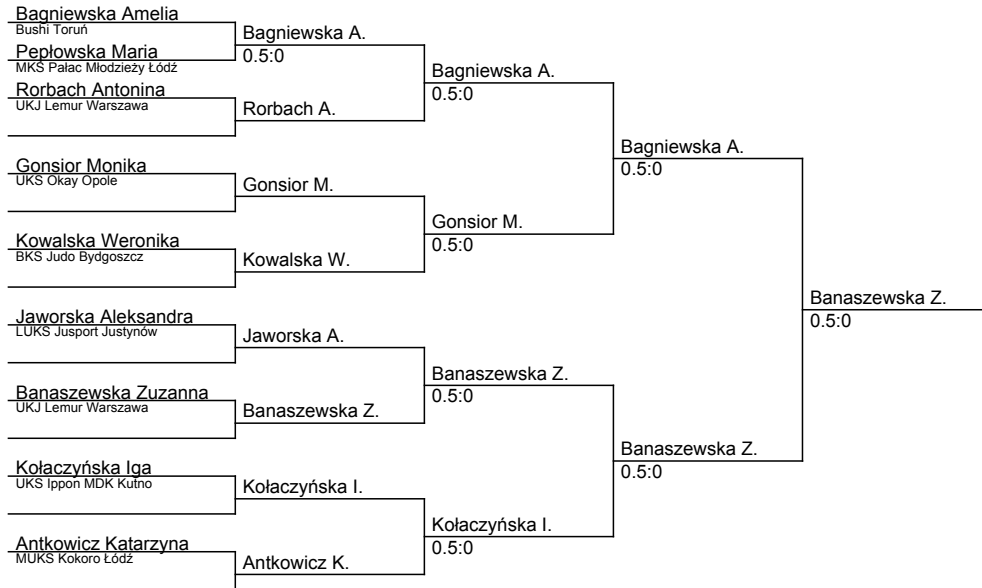 Bagniewska Amelia
Bushi Toruń
Pepłowska Maria
MKS Pałac Młodzieży Łódź
Rorbach Antonina
UKJ Lemur Warszawa
Gonsior Monika
UKS Okay Opole
Kowalska Weronika
BKS Judo Bydgoszcz
Jaworska Aleksandra
LUKS Jusport Justynów
Banaszewska Zuzanna
UKJ Lemur Warszawa
Kołaczyńska Iga
UKS Ippon MDK Kutno
Antkowicz Katarzyna
MUKS Kokoro Łódź
Bagniewska A.
0.5:0
Rorbach A.
Gonsior M.
Kowalska W.
Jaworska A.
Banaszewska Z.
Kołaczyńska I.
Antkowicz K.
Bagniewska A.
0.5:0
Gonsior M.
0.5:0
Banaszewska Z.
0.5:0
Kołaczyńska I.
0.5:0
Bagniewska A.
0.5:0
Banaszewska Z.
0.5:0
Banaszewska Z.
0.5:0